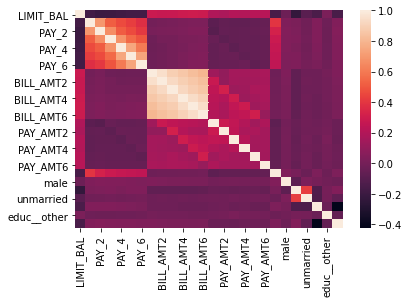 LIMIT_BAL
PAY_2
PAY_4
PAY_6
BILL_AMT2
BILL_AMT4
BILL_AMT6
PAY_AMT2
PAY_AMT4
PAY_AMT6
male
unmarried
educ__other
LIMIT_BAL
PAY_2
PAY_4
PAY_6
BILL_AMT2
BILL_AMT4
BILL_AMT6
PAY_AMT2
PAY_AMT4
PAY_AMT6
male
unmarried
educ__other
1.0
0.8
0.6
0.4
0.2
0.0
−0.2
−0.4